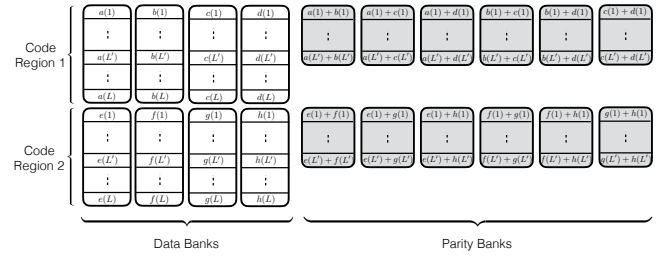 a(1) b(1) c(1) d(1) a(1) + b(1) a(1) + c(1) a(1) + d(1) b(1) + c(1) b(1) + d(1) c(1) + d(1)
Code
Region 1
a(L') b(L') c(L') d(L') a(L') + b(L') a(L') + c(L') a(L') + d(L') b(L') + c(L') b(L') + d(L') c(L') + d(L')
a(L) b(L) c(L) d(L)
e(1) f(1) g(1) h(1) e(1) + f(1) e(1) + g(1) e(1) + h(1) f(1) + g(1) f(1) + h(1) g(1) + h(1)
Code
Region 2
e(L') f(L') g(L') h(L') e(L') + f(L') e(L') + g(L') e(L') + h(L') f(L') + g(L') f(L') + h(L') g(L') + h(L')
e(L) f(L) g(L) h(L)
Data Banks Parity Banks